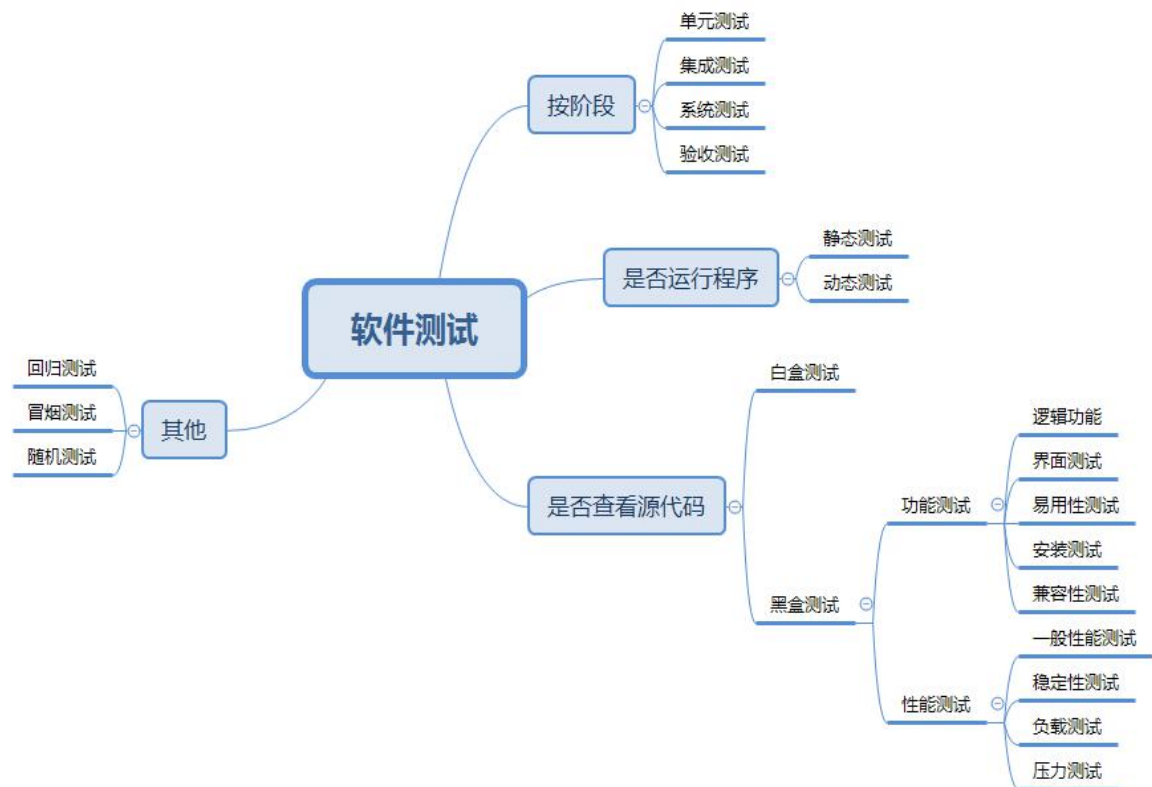 软件测试
按阶段
单元测试
集成测试
系统测试
验收测试
是否运行程序
静态测试
动态测试
是否查看源代码
白盒测试
黑盒测试
功能测试
逻辑功能
界面测试
易用性测试
安装测试
兼容性测试
性能测试
一般性能测试
稳定性测试
负载测试
压力测试
其他
回归测试
冒烟测试
随机测试